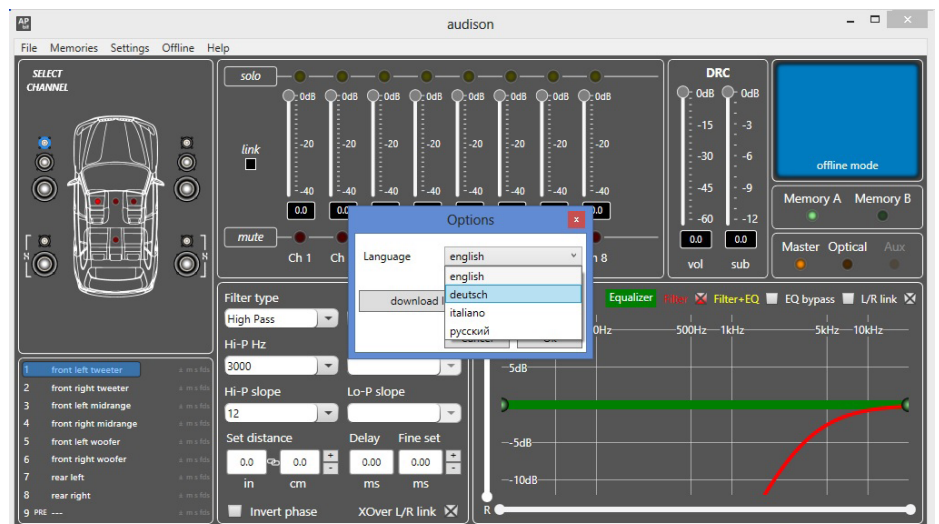 AP
bit
audison
File Memories Settings Offline Help
SELECT
CHANNEL
solo
0dB 0dB 0dB 0dB 0dB 0dB 0dB 0dB
link
-20 -20 -20 -20 -20 -20 -20 -20
-40 -40 -40 -40 -40 -40 -40 -40
0.0
mute
Ch 1 Ch
DRC
0dB 0dB
-15 -3
-30 -6
-45 -9
-60 -12
0.0 0.0
vol sub
offline mode
Memory A Memory B
Master Optical Aux
Options
x
Language english
english
deutsch
italiano
русский
download
Filter type
High Pass
Hi-P Hz
3000
Hi-P slope Lo-P slope
12
Set distance Delay Fine set
0.0 0.0 + - 0.00 0.00 + -
in cm ms ms
Invert phase XOver L/R link
1 front left tweeter
2 front right tweeter
3 front left midrange
4 front right midrange
5 front left woofer
6 front right woofer
7 rear left
8 rear right
9 PRE ---
Equalizer Filter Filter+EQ EQ bypass L/R link
0Hz 500Hz 1kHz 5kHz 10kHz
5dB
-5dB
-10dB
R